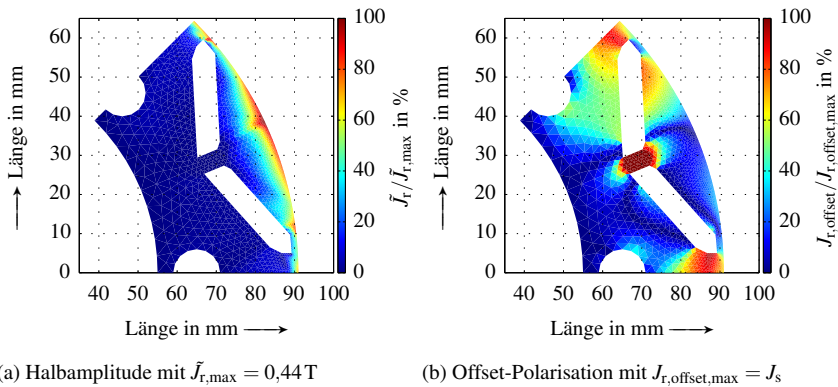 100
80
60
40
20
0
J̃r/J̃r,max in %
60
50
40
30
20
10
0
Länge in mm
40 50 60 70 80 90 100
Länge in mm
100
80
60
40
20
0
Jr,offset/Jr,offset,max in %
60
50
40
30
20
10
0
Länge in mm
40 50 60 70 80 90 100
Länge in mm
(a) Halbamplitude mit J̃r,max = 0,44 T
(b) Offset-Polarisation mit Jr,offset,max = Js